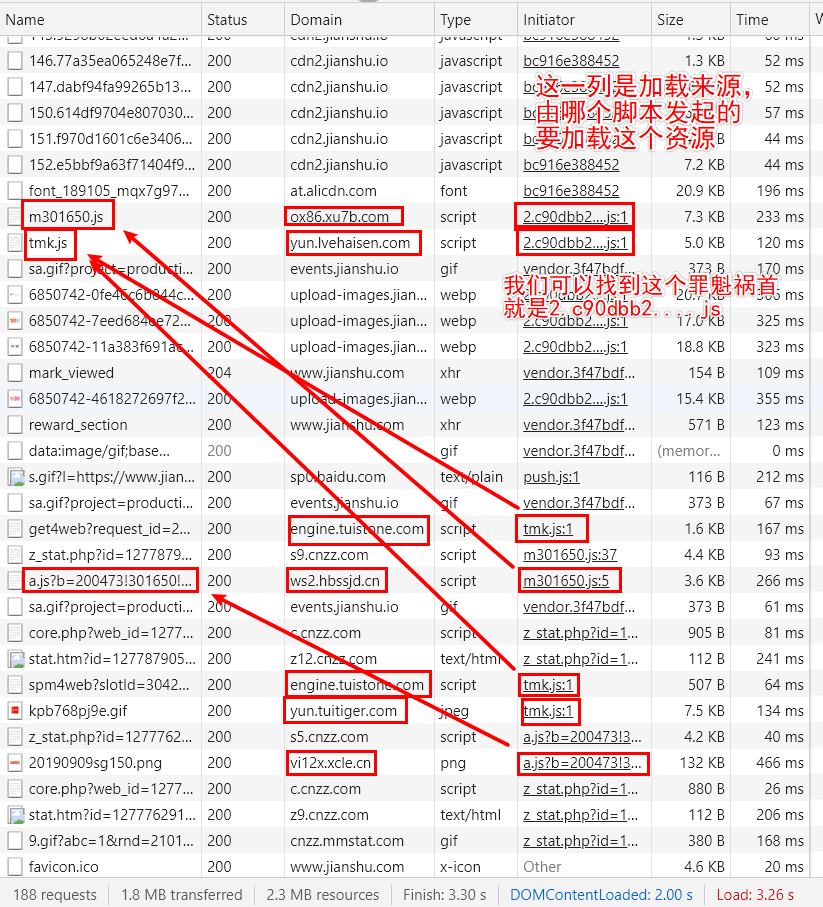 Name Status Domain Type Initiator Size Time W
146.77a35ea065248e7f... 200 cdn2.jianshu.io javascript bc916e388452 1.3 KB 52 ms
147.dabf94fa99265b13... 200 cdn2.jianshu.io javascript bc916e388452 KB 52 ms
150.614df9704e807030... 200 cdn2.jianshu.io javascript bc916e388452 KB 57 ms
151.f970d1601c6e3406... 200 cdn2.jianshu.io javascript bc916e388452 KB 44 ms
152.e5bbf9a63f71404f9... 200 cdn2.jianshu.io javascript bc916e388452 7.2 KB 44 ms
这一列是加载来源,
由哪个脚本发起的
要加载这个资源
font_189105_mqx7g97... 200 at.alicdn.com font bc916e388452 20.9 KB 196 ms
m301650.js 200 ox86.xu7b.com script 2.c90dbb2....js:1 7.3 KB 233 ms
tmk.js 200 yun.lvehaisen.com script 2.c90dbb2....js:1 5.0 KB 120 ms
sa.gif?project=producti... 200 events.jianshu.io gif vendor.3f47bdf... 373 B 170 ms
我们可以找到这个罪魁祸首
就是2.c90dbb2....js
6850742-0fe46c6b844c... 200 upload-images.jian... webp 2.c90dbb2....js:1 KB ms
6850742-7eed684ee72... 200 upload-images.jian... webp 2.c90dbb2....js:1 17.0 KB 325 ms
6850742-11a383f691ac... 200 upload-images.jian... webp 2.c90dbb2....js:1 18.8 KB 323 ms
mark_viewed 204 www.jianshu.com xhr vendor.3f47bdf... 154 B 109 ms
6850742-4618272697f2... 200 upload-images.jian... webp 2.c90dbb2....js:1 15.4 KB 355 ms
reward_section 200 www.jianshu.com xhr vendor.3f47bdf... 571 B 123 ms
data:image/gif;base... 200 gif vendor.3f47bdf... (memor... 0 ms
s.gif?l=https://www.jian... 200 sp0.baidu.com text/plain push.js:1 116 B 212 ms
sa.gif?project=producti... 200 events.jianshu.io gif vendor.3f47bdf... 373 B 67 ms
get4web?request_id=2... 200 engine.tuistone.com script tmk.js:1 1.6 KB 167 ms
z_stat.php?id=1277879... 200 s9.cnzz.com script m301650.js:37 4.4 KB 93 ms
a.js?b=200473!301650!... 200 ws2.hbssjd.cn script m301650.js:5 3.6 KB 266 ms
sa.gif?project=producti... 200 events.jianshu.io gif vendor.3f47bdf... 373 B 61 ms
core.php?web_id=1277... 200 c.cnzz.com script z_stat.php?id=1... 905 B 81 ms
stat.htm?id=127787905... 200 z12.cnzz.com text/html z_stat.php?id=1... 112 B 241 ms
spm4web?slotId=3042... 200 engine.tuistone.com script tmk.js:1 507 B 64 ms
kpb768pj9e.gif 200 yun.tuitiger.com jpeg tmk.js:1 7.5 KB 134 ms
z_stat.php?id=1277762... 200 s5.cnzz.com script a.js?b=200473!3... 4.2 KB 40 ms
20190909sg150.png 200 vi12x.xcle.cn png a.js?b=200473!3... 132 KB 466 ms
core.php?web_id=1277... 200 c.cnzz.com script z_stat.php?id=1... 880 B 26 ms
stat.htm?id=127776291... 200 z9.cnzz.com text/html z_stat.php?id=1... 112 B 206 ms
9.gif?abc=1&rnd=2101... 200 cnzz.mmstat.com gif z_stat.php?id=1... 380 B 168 ms
favicon.ico 200 www.jianshu.com x-icon Other 4.6 KB 20 ms
188 requests 1.8 MB transferred 2.3 MB resources Finish: 3.30 s DOMContentLoaded: 2.00 s Load: 3.26 s